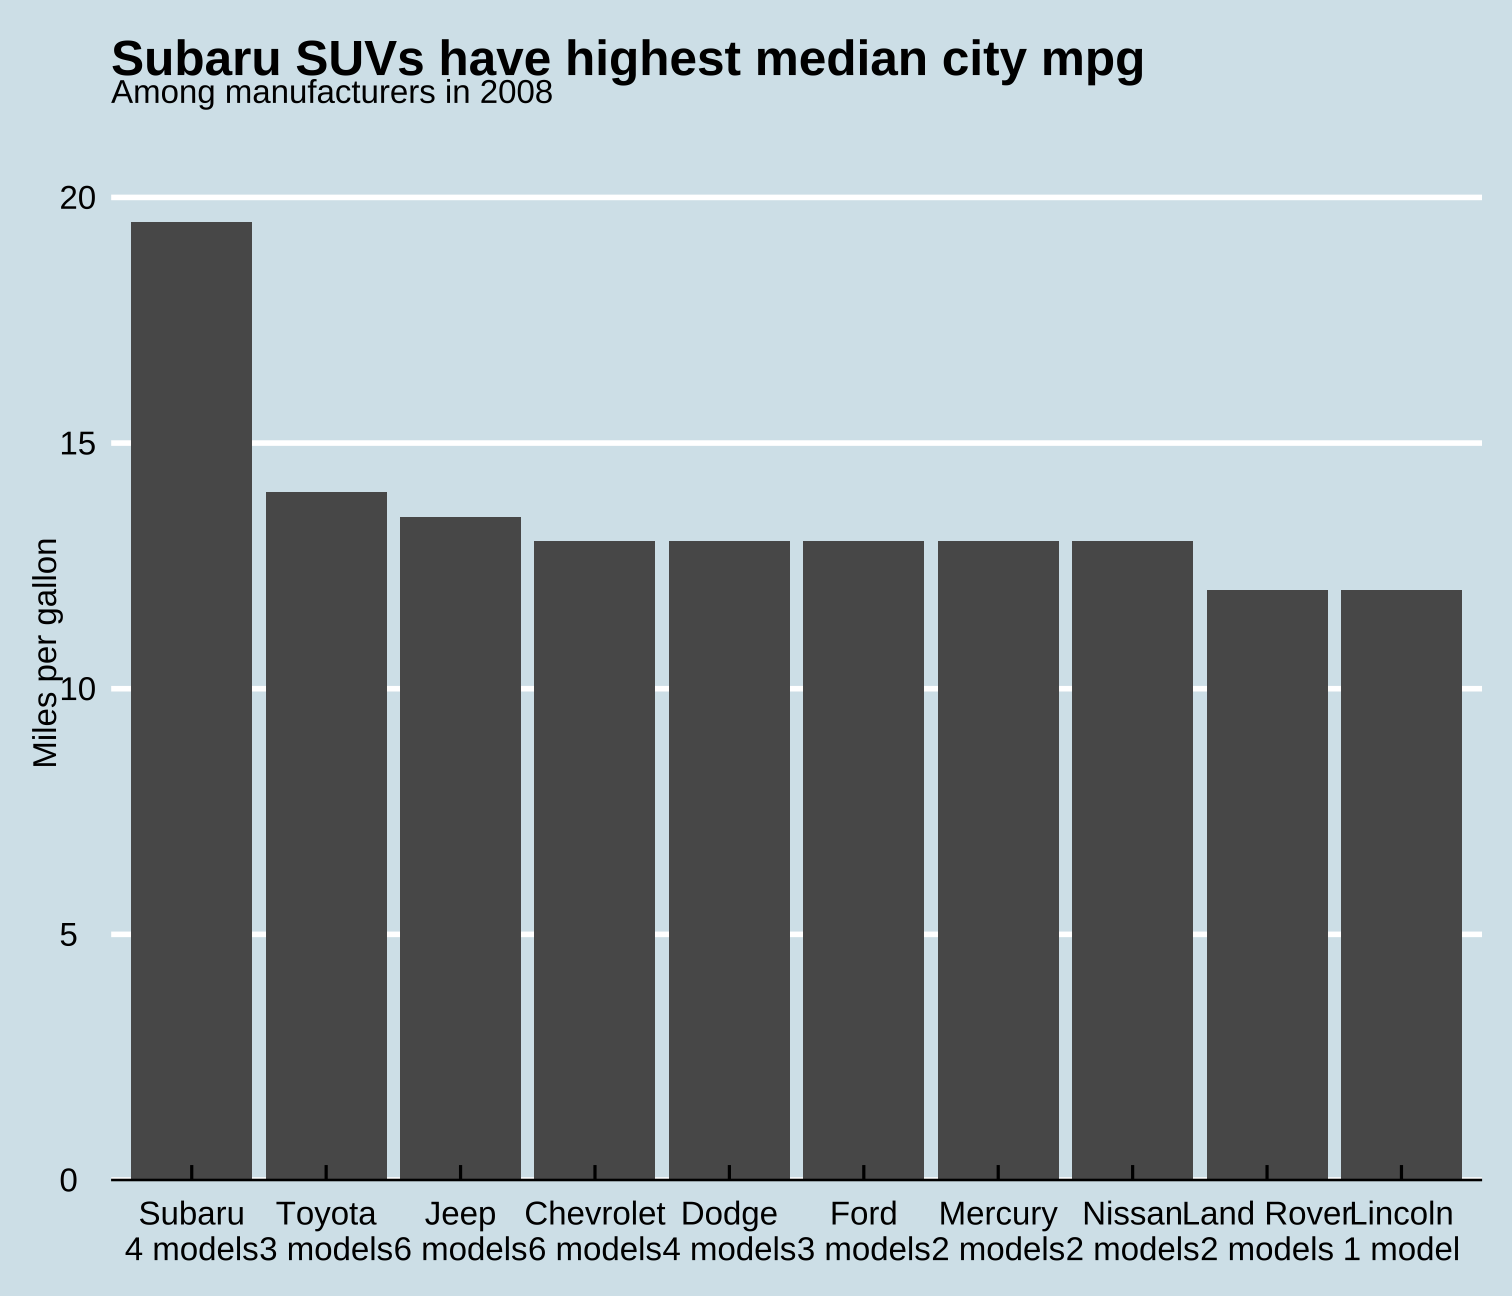 Subaru SUVs have highest median city mpg
Among manufacturers in 2008
Miles per gallon
20
15
10
5
0
Subaru Toyota Jeep Chevrolet Dodge Ford Mercury Nissan Land Rover Lincoln
4 models 3 models 6 models 6 models 4 models 3 models 2 models 2 models 2 models 1 model